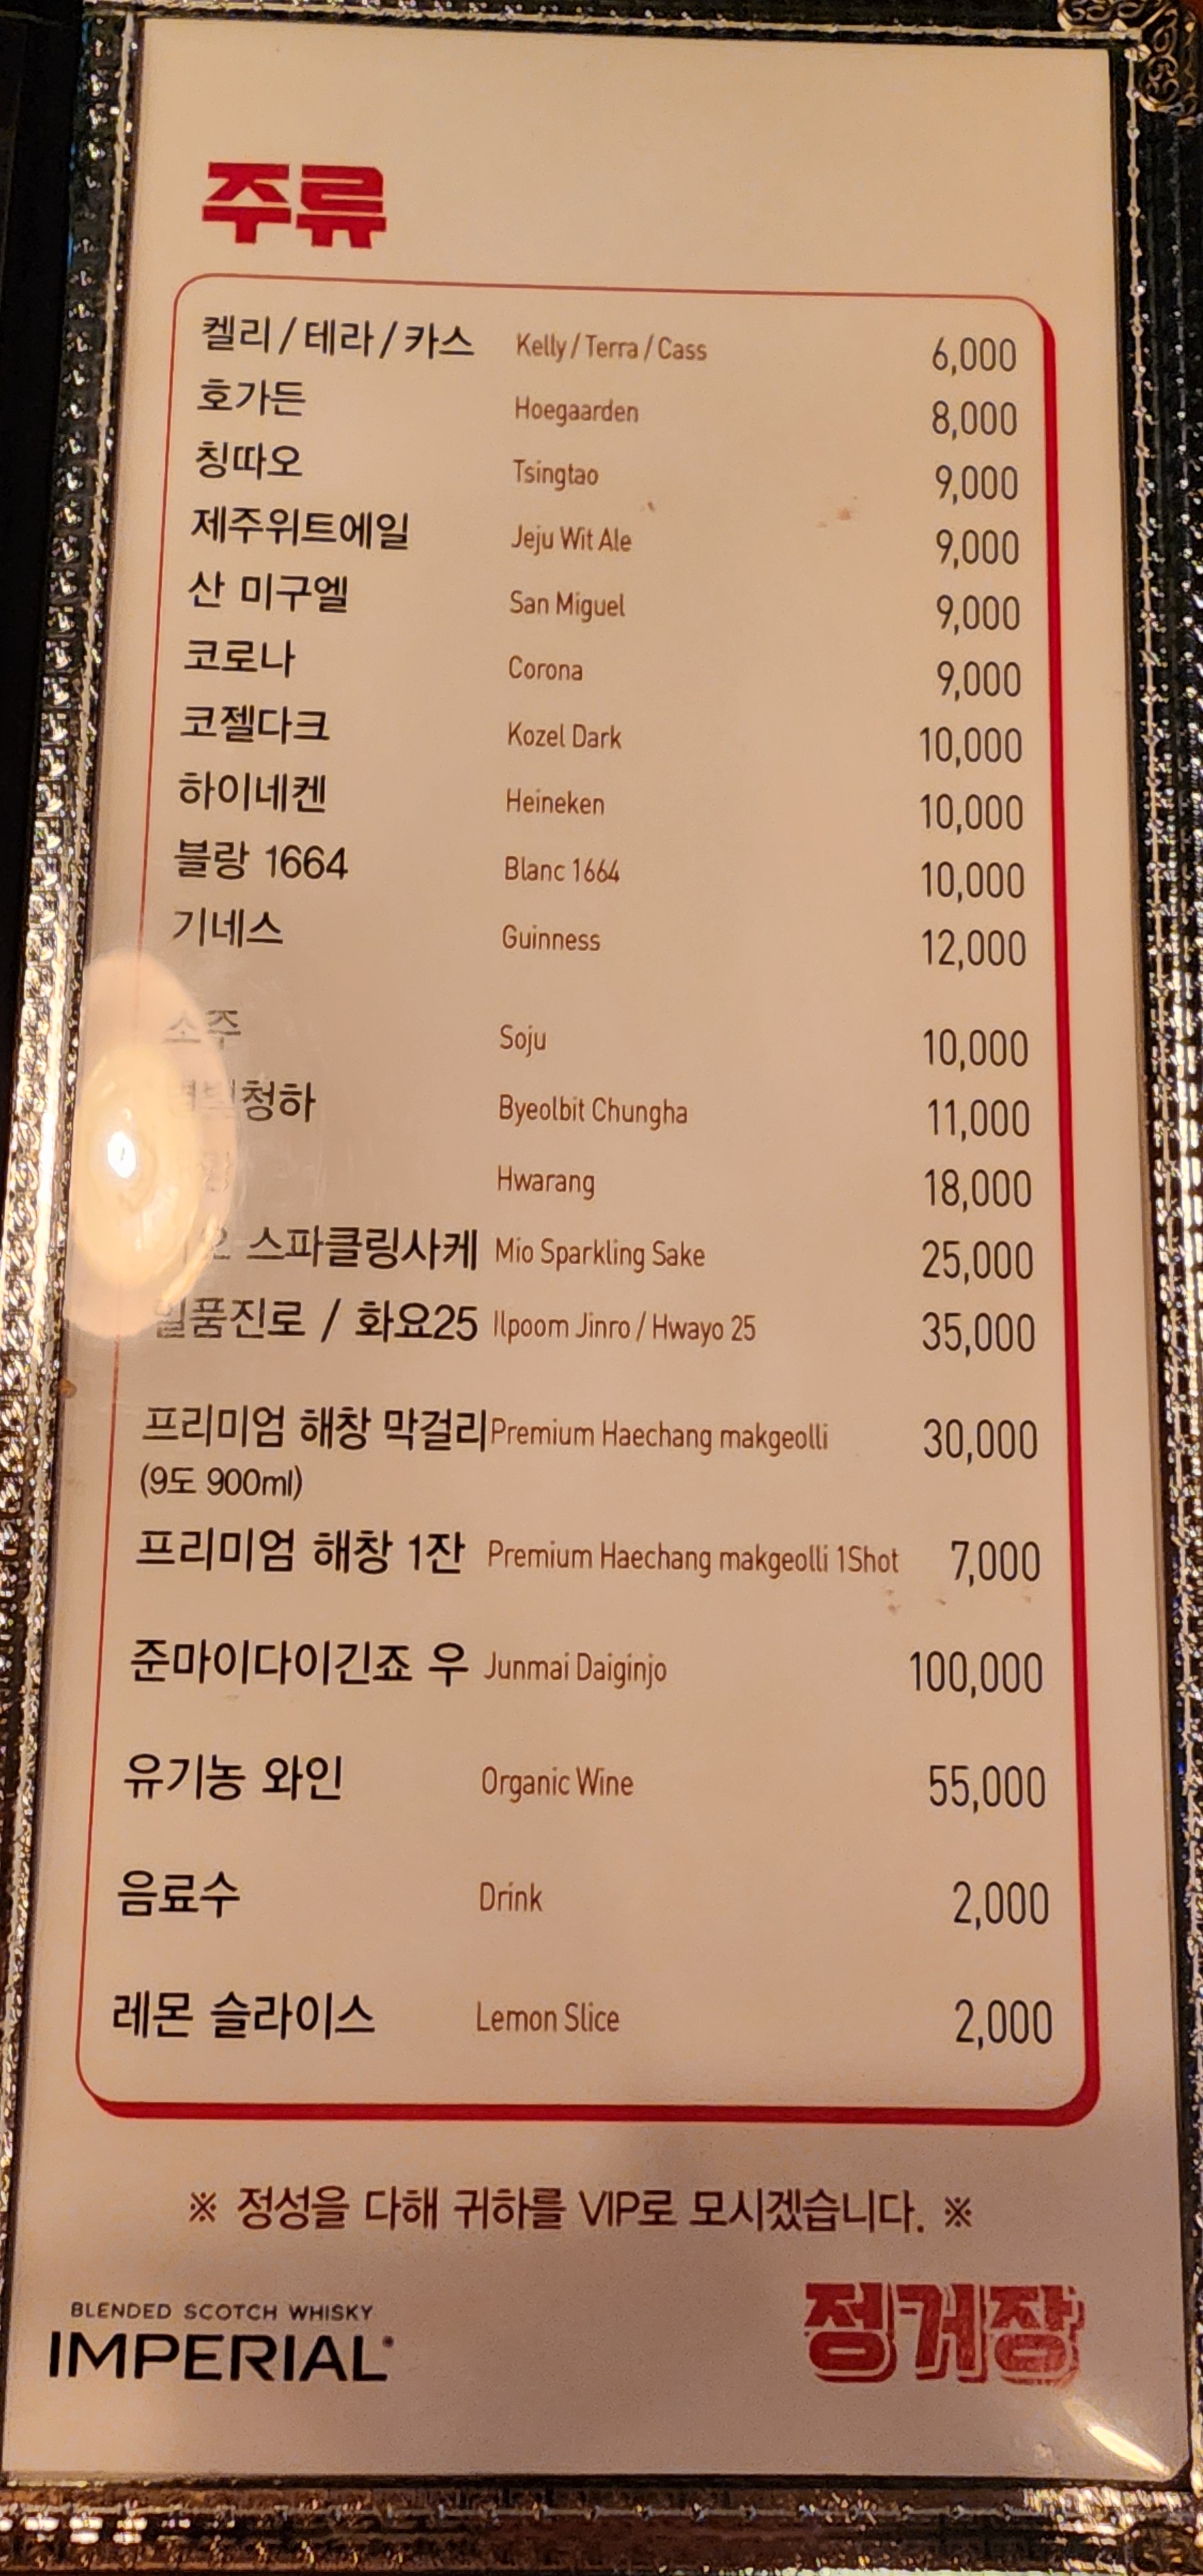 주류
켈리 / 테라 / 카스 Kelly / Terra / Cass 6,000
호가든 Hoegaarden 8,000
칭따오 Tsingtao 9,000
제주위트에일 Jeju Wit Ale 9,000
산 미구엘 San Miguel 9,000
코로나 Corona 9,000
코젤다크 Kozel Dark 10,000
하이네켄 Heineken 10,000
블랑 1664 Blanc 1664 10,000
기네스 Guinness 12,000
소주 Soju 10,000
별빛청하 Byeolbit Chungha 11,000
Hwarang 18,000
스파클링사케 Mio Sparkling Sake 25,000
일품진로 / 화요25 Ilpoom Jinro / Hwayo 25 35,000
프리미엄 해창 막걸리 Premium Haechang makgeolli 30,000
(9도 900ml)
프리미엄 해창 1잔 Premium Haechang makgeolli 1Shot 7,000
준마이다이긴죠 우 Junmai Daiginjo 100,000
유기농 와인 Organic Wine 55,000
음료수 Drink 2,000
레몬 슬라이스 Lemon Slice 2,000
※ 정성을 다해 귀하를 VIP로 모시겠습니다. ※
BLENDED SCOTCH WHISKY
IMPERIAL
정거장